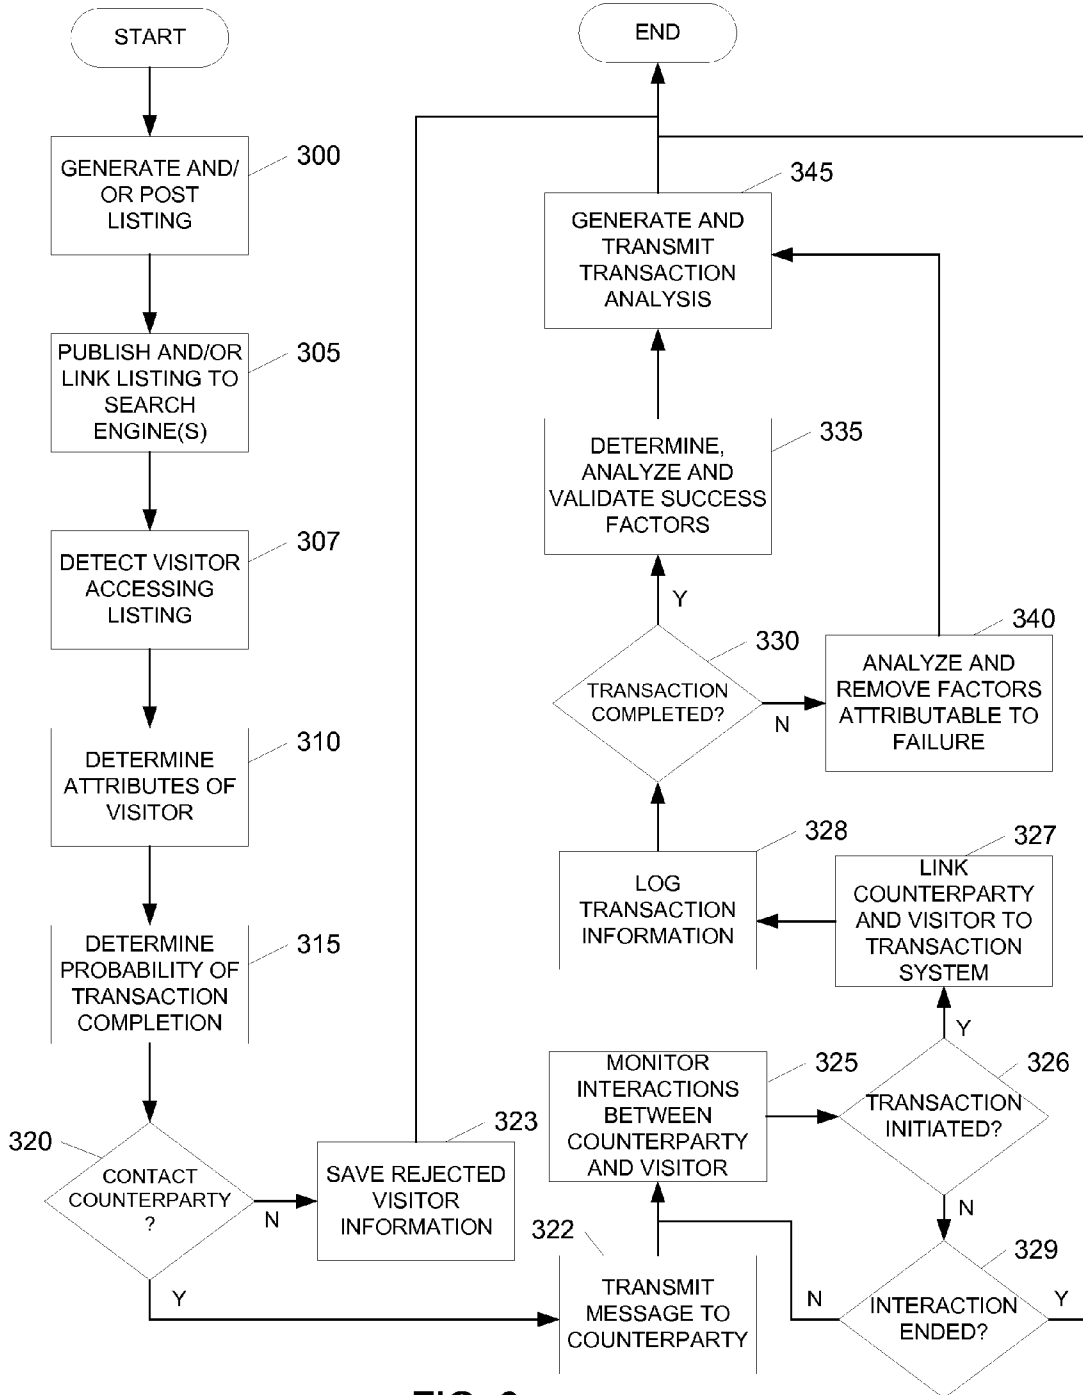 START
GENERATE AND/
OR POST
LISTING
300
PUBLISH AND/OR
LINK LISTING TO
SEARCH
ENGINE(S)
305
DETECT VISITOR
ACCESSING
LISTING
307
DETERMINE
ATTRIBUTES OF
VISITOR
310
DETERMINE
PROBABILITY OF
TRANSACTION
COMPLETION
315
CONTACT
COUNTERPARTY
?
320
N
Y
SAVE REJECTED
VISITOR
INFORMATION
323
TRANSMIT
MESSAGE TO
COUNTERPARTY
322
MONITOR
INTERACTIONS
BETWEEN
COUNTERPARTY
AND VISITOR
325
TRANSACTION
INITIATED?
326
Y
N
INTERACTION
ENDED?
329
N
Y
LINK
COUNTERPARTY
AND VISITOR TO
TRANSACTION
SYSTEM
327
LOG
TRANSACTION
INFORMATION
328
TRANSACTION
COMPLETED?
330
Y
N
ANALYZE AND
REMOVE FACTORS
ATTRIBUTABLE TO
FAILURE
340
DETERMINE,
ANALYZE AND
VALIDATE SUCCESS
FACTORS
335
GENERATE AND
TRANSMIT
TRANSACTION
ANALYSIS
345
END